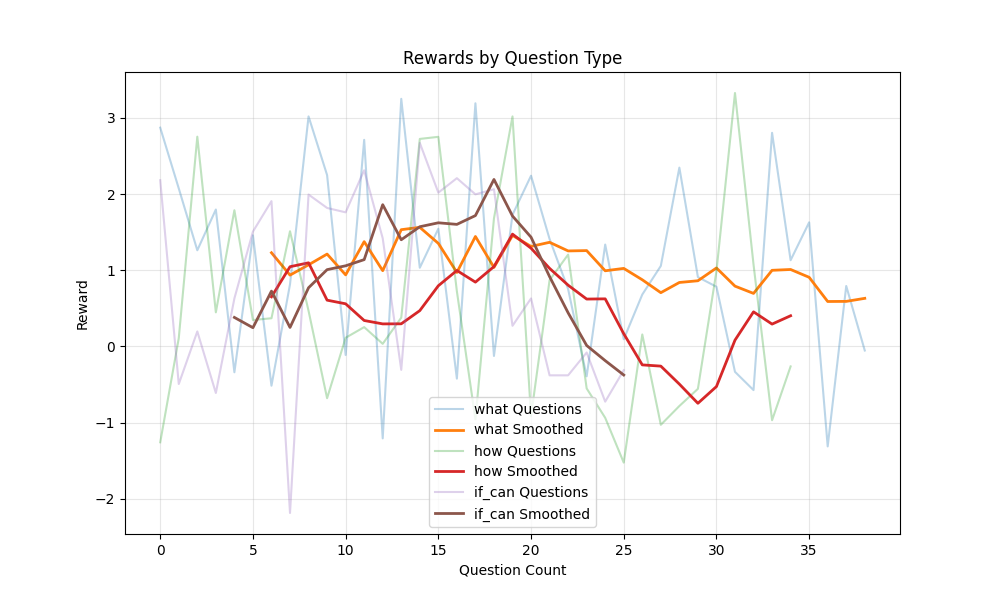 Rewards by Question Type
Reward
3
2
1
0
−1
−2
what Questions
what Smoothed
how Questions
how Smoothed
if_can Questions
if_can Smoothed
0 5 10 15 20 25 30 35
Question Count